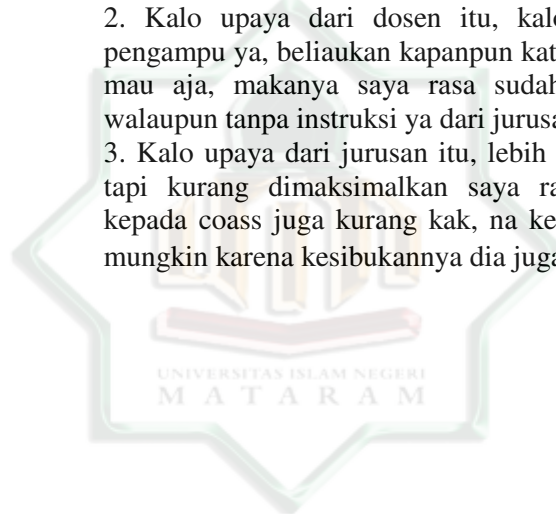 2. Kalo upaya dari dosen itu, kalo
pengampu ya, beliaukan kapanpun kat
mau aja, makanya saya rasa sudah
walaupun tanpa instruksi ya dari jurusa
3. Kalo upaya dari jurusan itu, lebih
tapi kurang dimaksimalkan saya ra
kepada coass juga kurang kak, na ke
mungkin karena kesibukannya dia juga
UNIVERSITAS ISLAM NEGERI
MATARAM